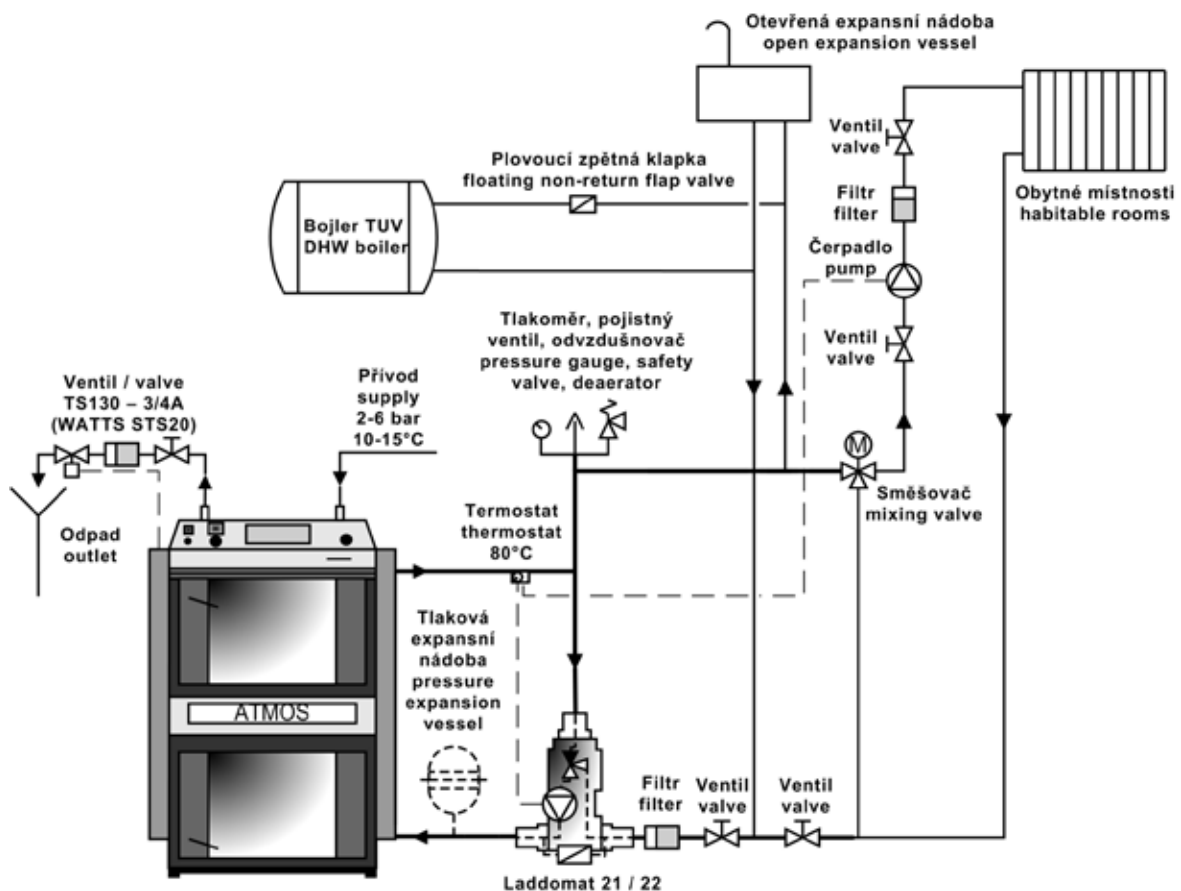 Otevřená expansní nádoba
open expansion vessel
Ventil
valve
Plovoucí zpětná klapka
floating non-return flap valve
Filtr
filter
Obytné místnosti
habitable rooms
Bojler TUV
DHW boiler
Čerpadlo
pump
Tlakoměr, pojistný
ventil, odvzdušnovač
pressure gauge, safety
valve, deaerator
Ventil
valve
Ventil / valve
TS130 – 3/4A
(WATTS STS20)
Přívod
supply
2-6 bar
10-15°C
M
Směšovač
mixing valve
Odpad
outlet
Termostat
thermostat
80°C
Tlaková
expansní
nádoba
pressure
expansion
vessel
ATMOS
Filtr
filter
Ventil
valve
Ventil
valve
Laddomat 21 / 22